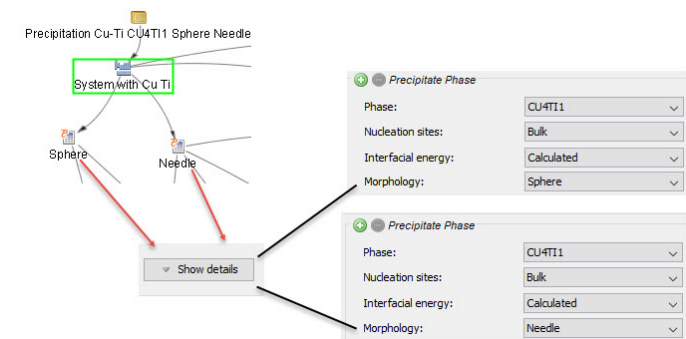 Precipitation Cu-Ti CU4TI1 Sphere Needle
System with Cu Ti
Sphere
Needle
Show details
Precipitate Phase
Phase: CU4TI1
Nucleation sites: Bulk
Interfacial energy: Calculated
Morphology: Sphere
Precipitate Phase
Phase: CU4TI1
Nucleation sites: Bulk
Interfacial energy: Calculated
Morphology: Needle